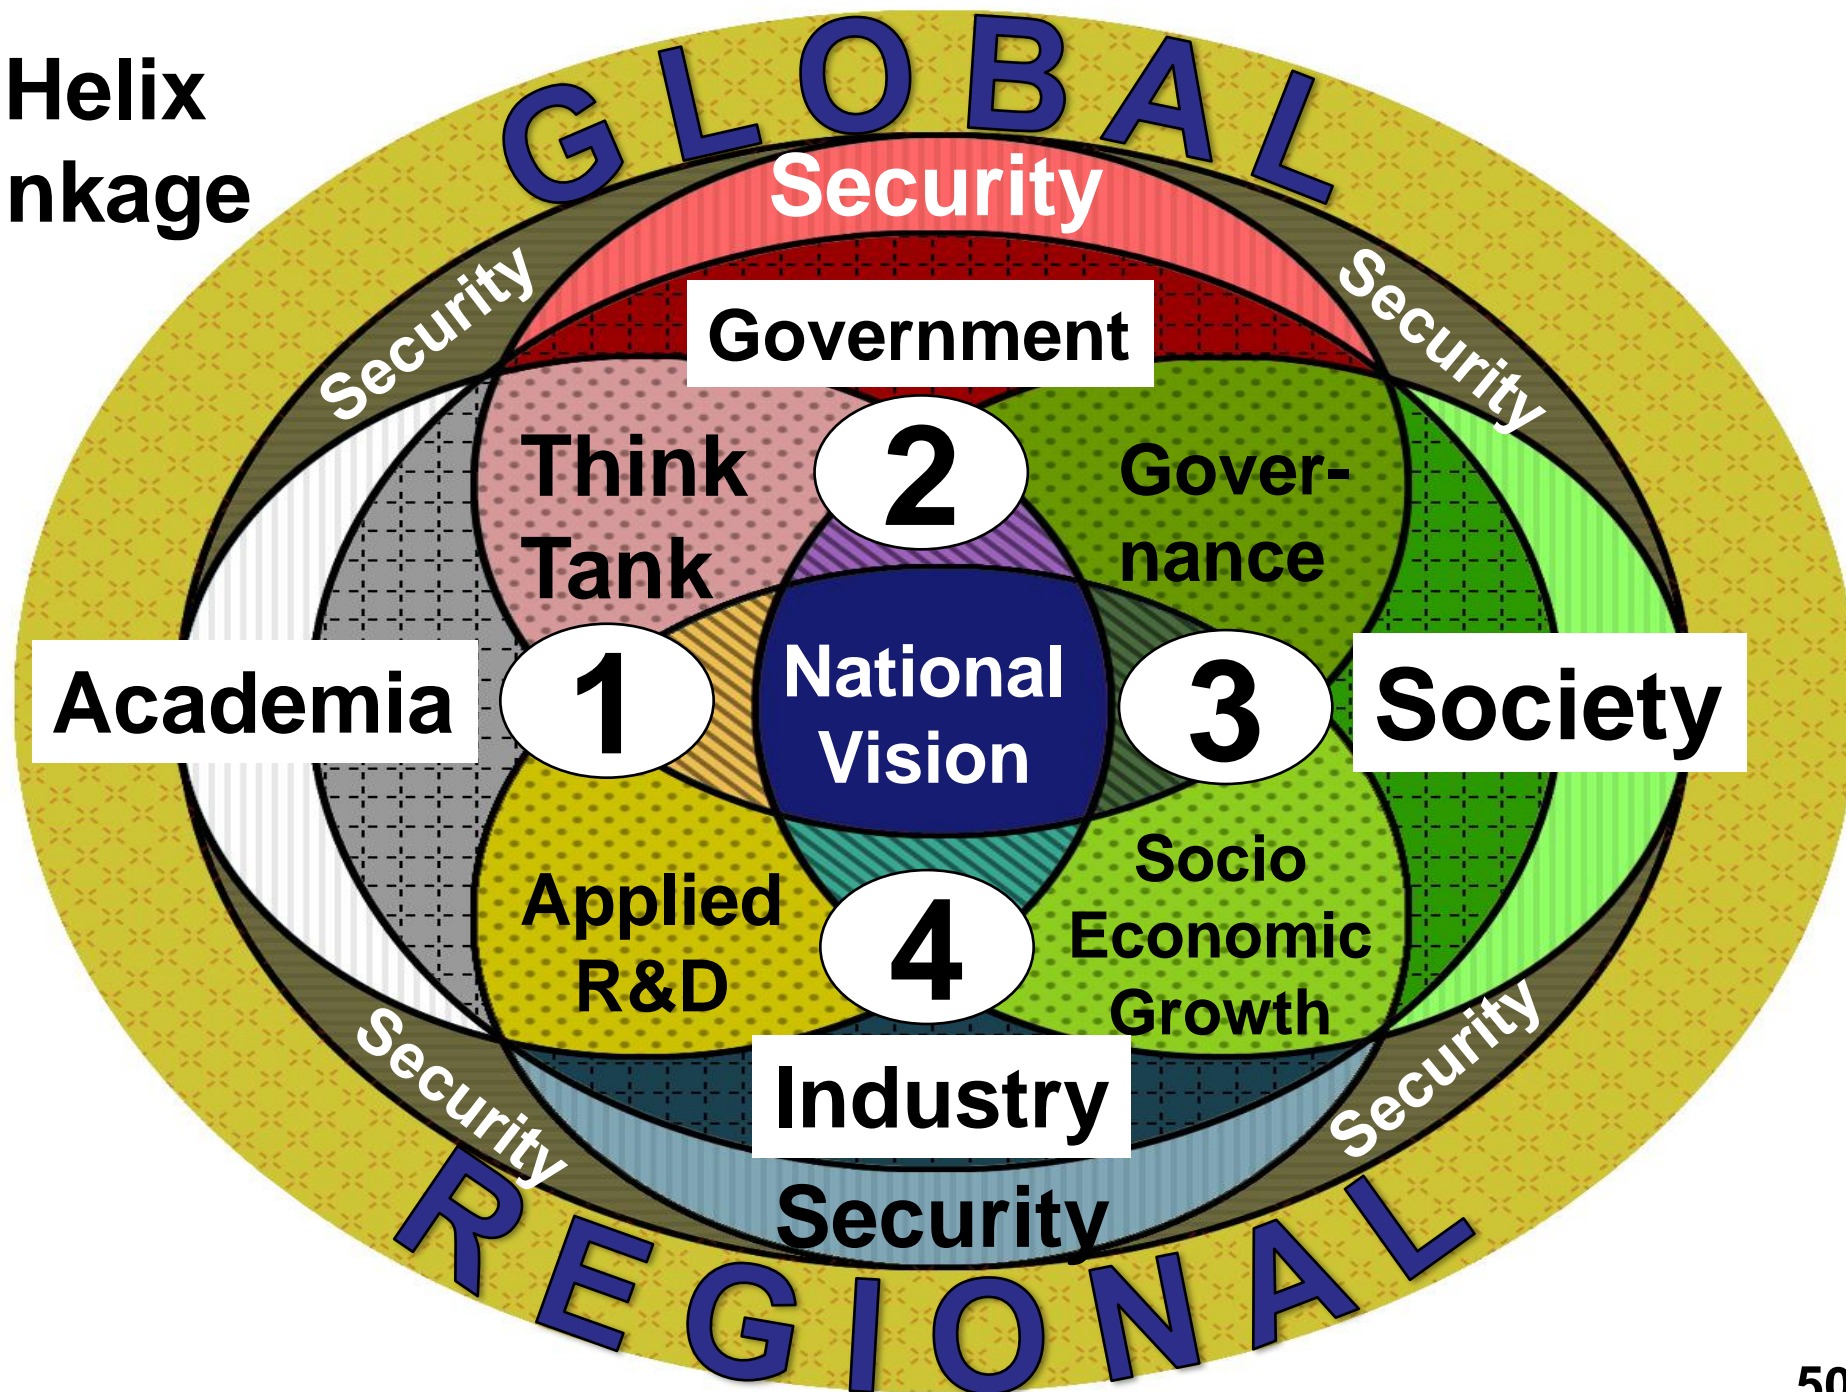 Helix
nkage
GLOBAL
Security
Security
Security
Government
2
Think
Tank
Gover-
nance
Academia
1
National
Vision
3
Society
Applied
R&D
4
Socio
Economic
Growth
Industry
Security
Security
Security
REGIONAL
50